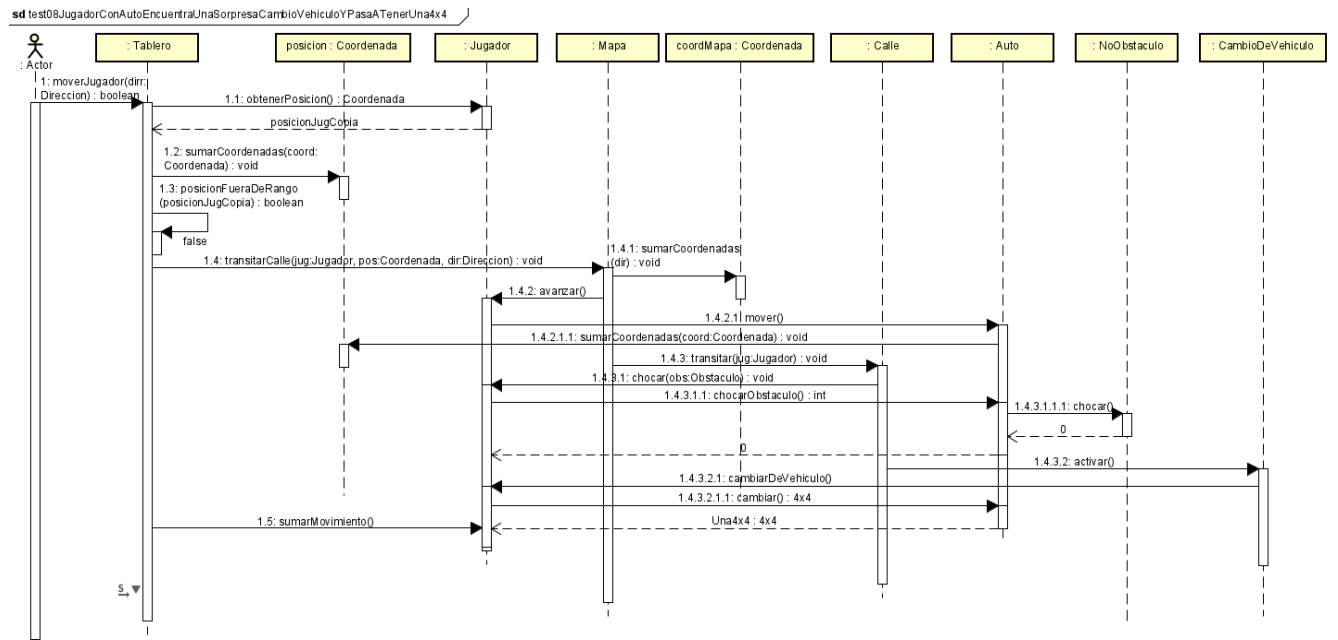 sd test08JugadorConAutoEncuentraUnaSorpresaCambioVehiculoYPasaATenerUna4x4
: Actor
: Tablero
posicion : Coordenada
: Jugador
: Mapa
coordMapa : Coordenada
: Calle
: Auto
: NoObstaculo
: CambioDeVehiculo
1: moverJugador(dirr:
Direccion) : boolean
1.1: obtenerPosicion() : Coordenada
posicionJugCopia
1.2: sumarCoordenadas(coord:
Coordenada) : void
1.3: posicionFueraDeRango
(posicionJugCopia) : boolean
false
1.4: transitarCalle(jug:Jugador, pos:Coordenada, dir:Direccion) : void
1.4.1: sumarCoordenadas
(dir) : void
1.4.2: avanzar()
1.4.2.1: mover()
1.4.2.1.1: sumarCoordenadas(coord:Coordenada) : void
1.4.3: transitar(jug:Jugador) : void
1.4.3.1: chocar(obs:Obstaculo) : void
1.4.3.1.1: chocarObstaculo() : int
1.4.3.1.1.1: chocar()
0
0
1.4.3.2: activar()
1.4.3.2.1: cambiarDeVehiculo()
1.4.3.2.1.1: cambiar() : 4x4
Una4x4 : 4x4
1.5: sumarMovimiento()
S